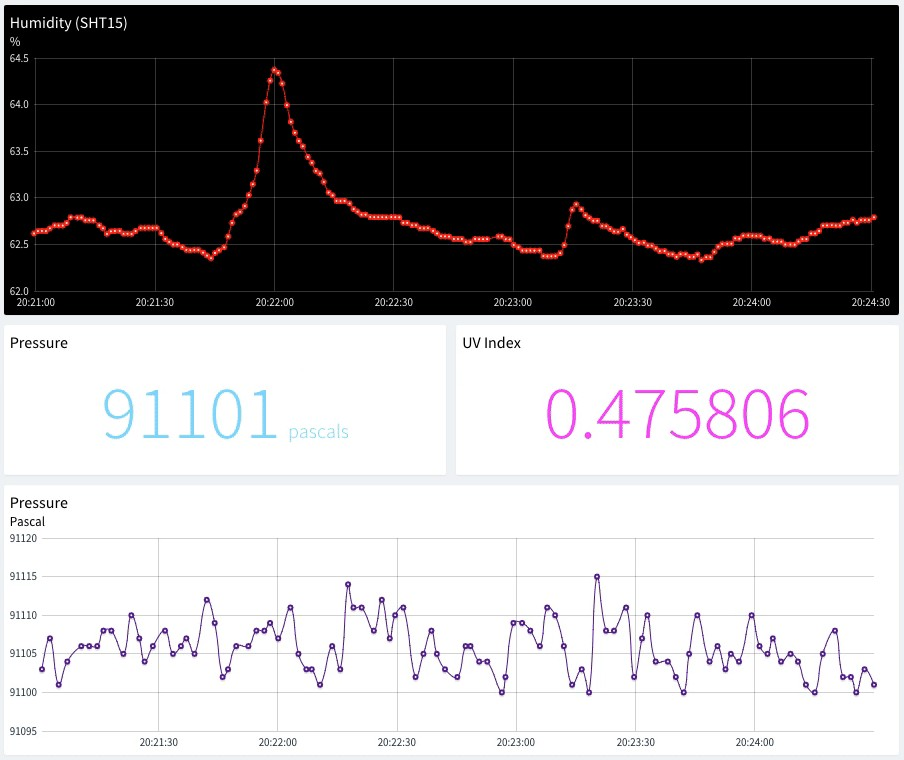 Humidity (SHT15)
%
64.5
64.0
63.5
63.0
62.5
62.0
20:21:00 20:21:30 20:22:00 20:22:30 20:23:00 20:23:30 20:24:00 20:24:30
Pressure
91101 pascals
UV Index
0.475806
Pressure
Pascal
91120
91115
91110
91105
91100
91095
20:21:30 20:22:00 20:22:30 20:23:00 20:23:30 20:24:00